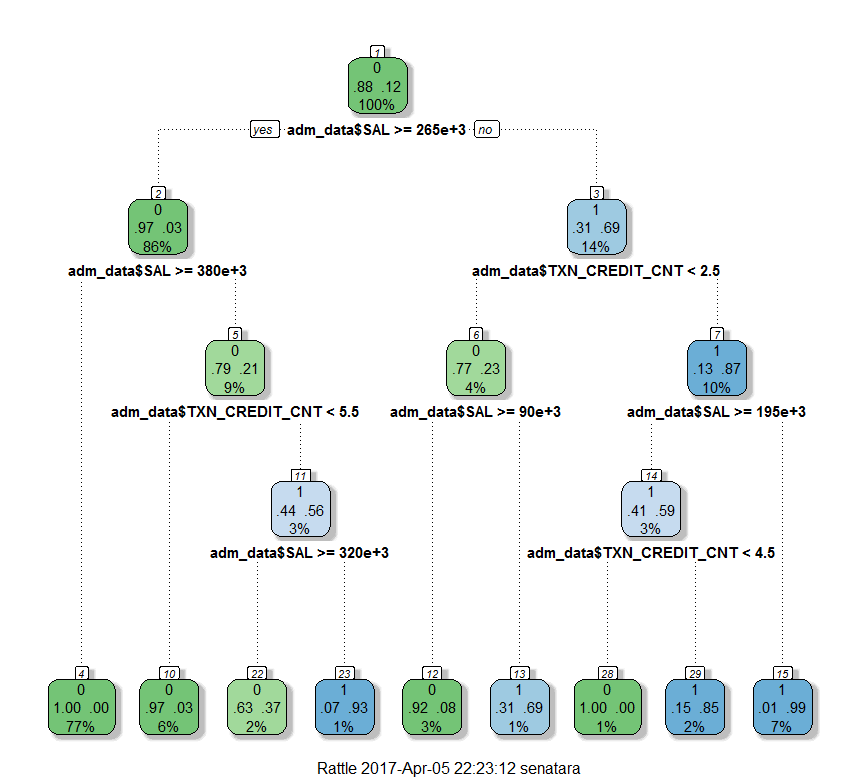 1
0
.88 .12
100%
yes adm_data$SAL >= 265e+3 no
2 3
0 1
.97 .03 .31 .69
86% 14%
adm_data$SAL >= 380e+3 adm_data$TXN_CREDIT_CNT < 2.5
5 6 7
0 0 1
.79 .21 .77 .23 .13 .87
9% 4% 10%
adm_data$TXN_CREDIT_CNT < 5.5 adm_data$SAL >= 90e+3 adm_data$SAL >= 195e+3
11 14
1 1
.44 .56 .41 .59
3% 3%
adm_data$SAL >= 320e+3 adm_data$TXN_CREDIT_CNT < 4.5
4 10 22 23 12 13 28 29 15
0 0 0 1 0 1 0 1 1
1.00 .00 .97 .03 .63 .37 .07 .93 .92 .08 .31 .69 1.00 .00 .15 .85 .01 .99
77% 6% 2% 1% 3% 1% 1% 2% 7%
Rattle 2017-Apr-05 22:23:12 senatara